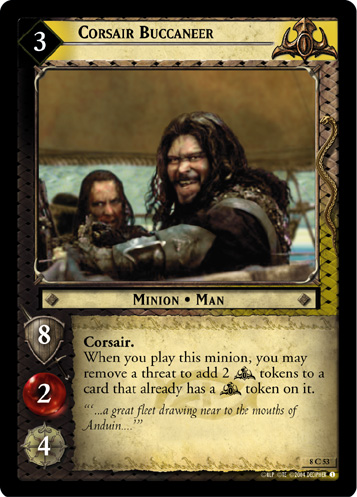 3
CORSAIR BUCCANEER
MINION • MAN
8
Corsair.
When you play this minion, you may
remove a threat to add 2 tokens to a
card that already has a token on it.
2
“‘...a great fleet drawing near to the mouths of
Anduin....’”
4
8 C 53
©2004 DECIPHER